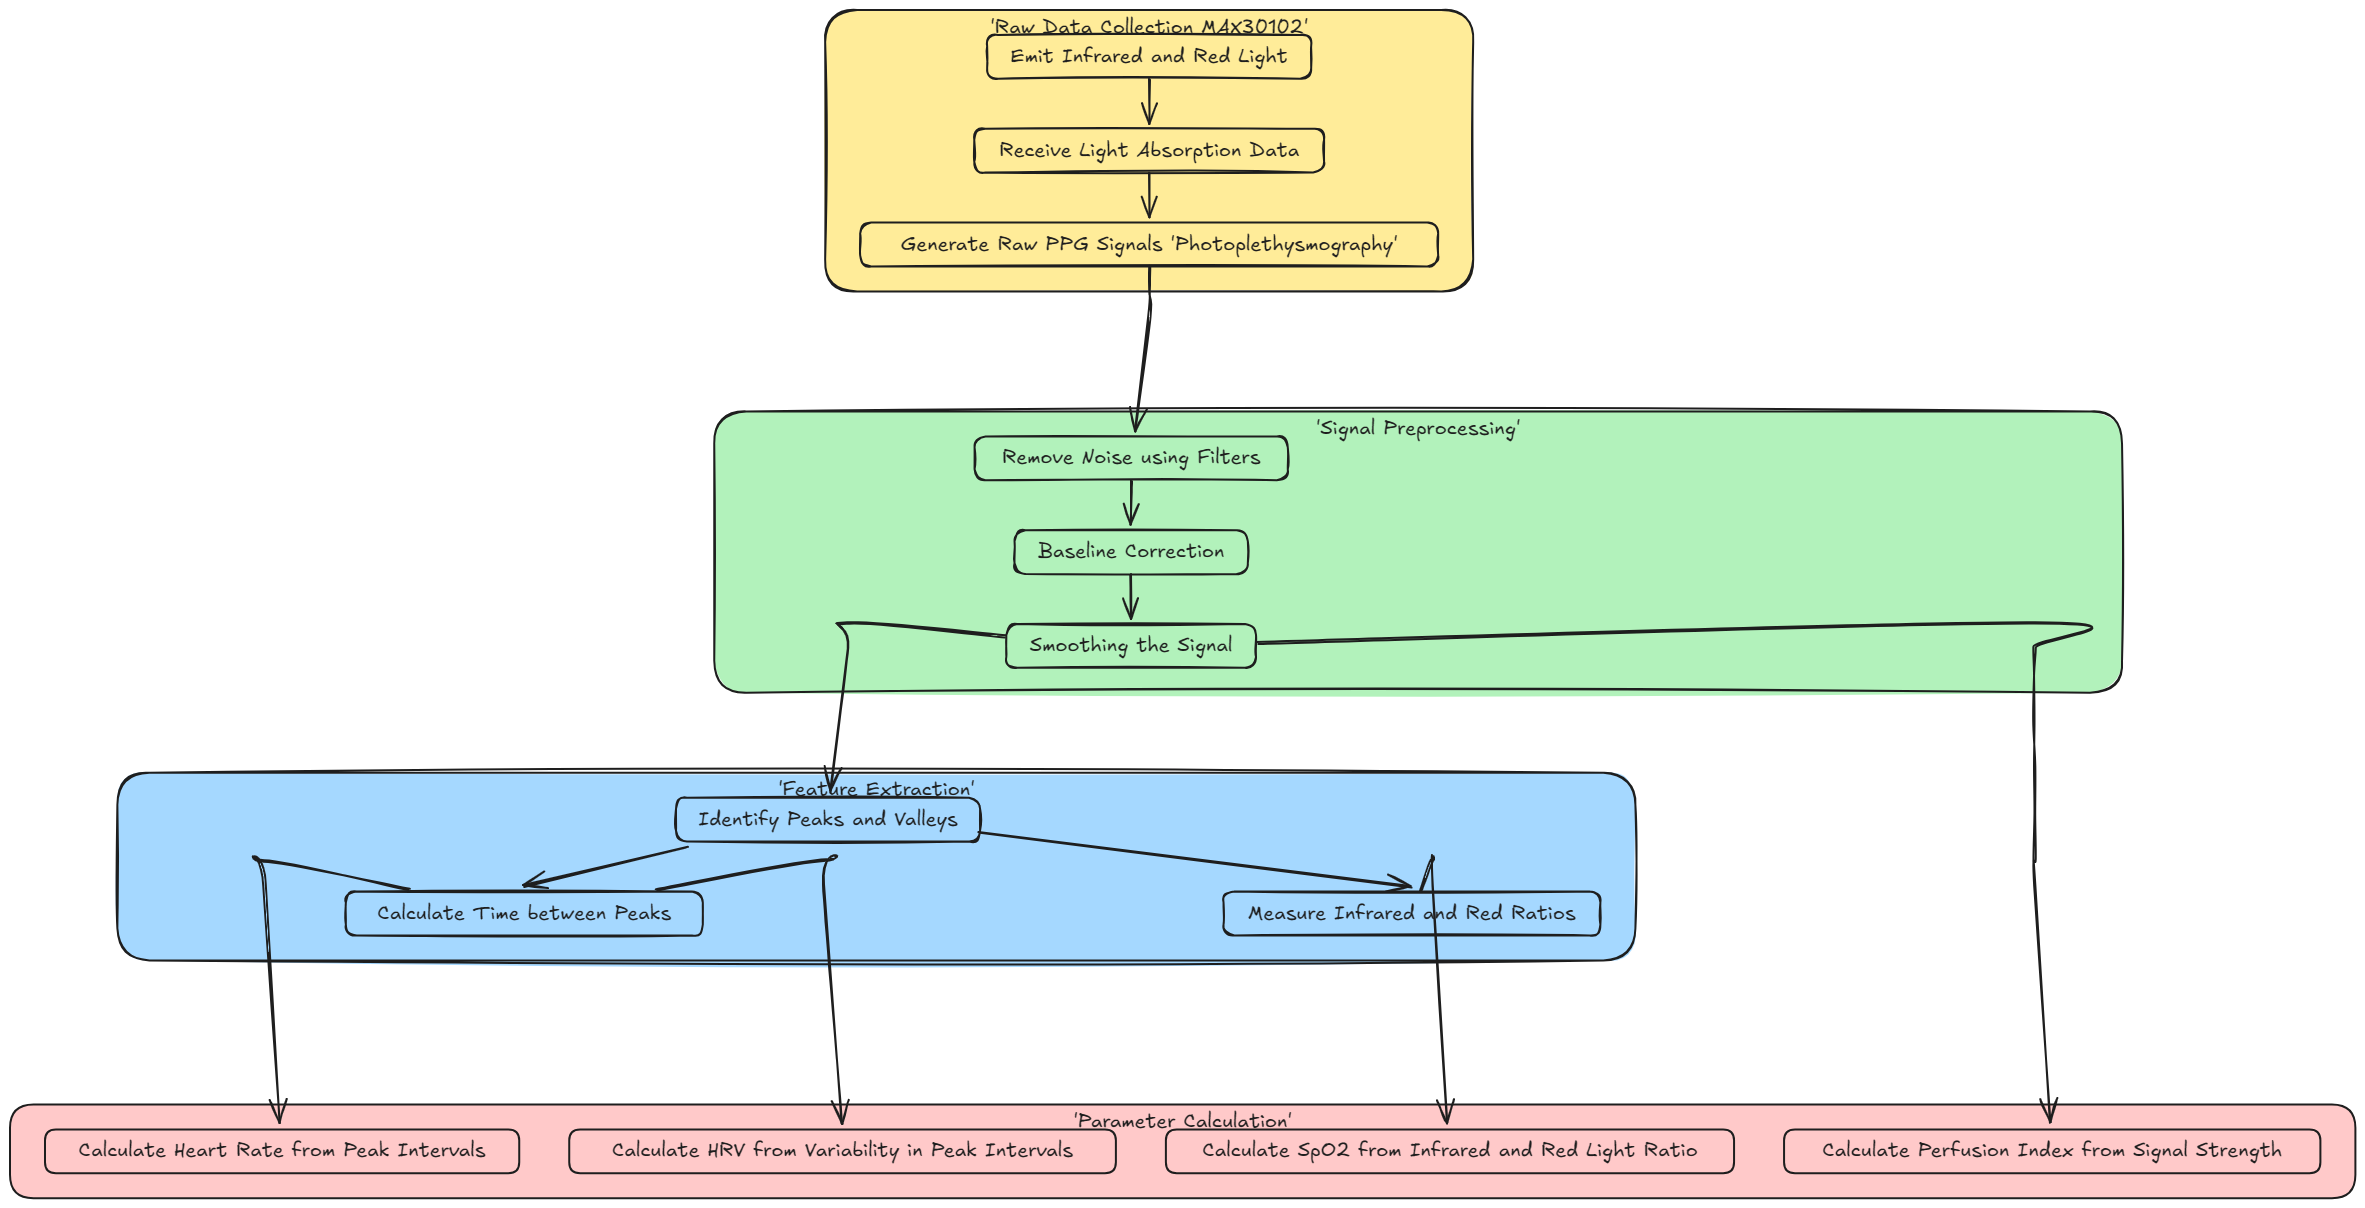 'Raw Data Collection MAX30102'
Emit Infrared and Red Light
Receive Light Absorption Data
Generate Raw PPG Signals 'Photoplethysmography'
'Signal Preprocessing'
Remove Noise using Filters
Baseline Correction
Smoothing the Signal
'Feature Extraction'
Identify Peaks and Valleys
Calculate Time between Peaks
Measure Infrared and Red Ratios
'Parameter Calculation'
Calculate Heart Rate from Peak Intervals
Calculate HRV from Variability in Peak Intervals
Calculate SpO2 from Infrared and Red Light Ratio
Calculate Perfusion Index from Signal Strength